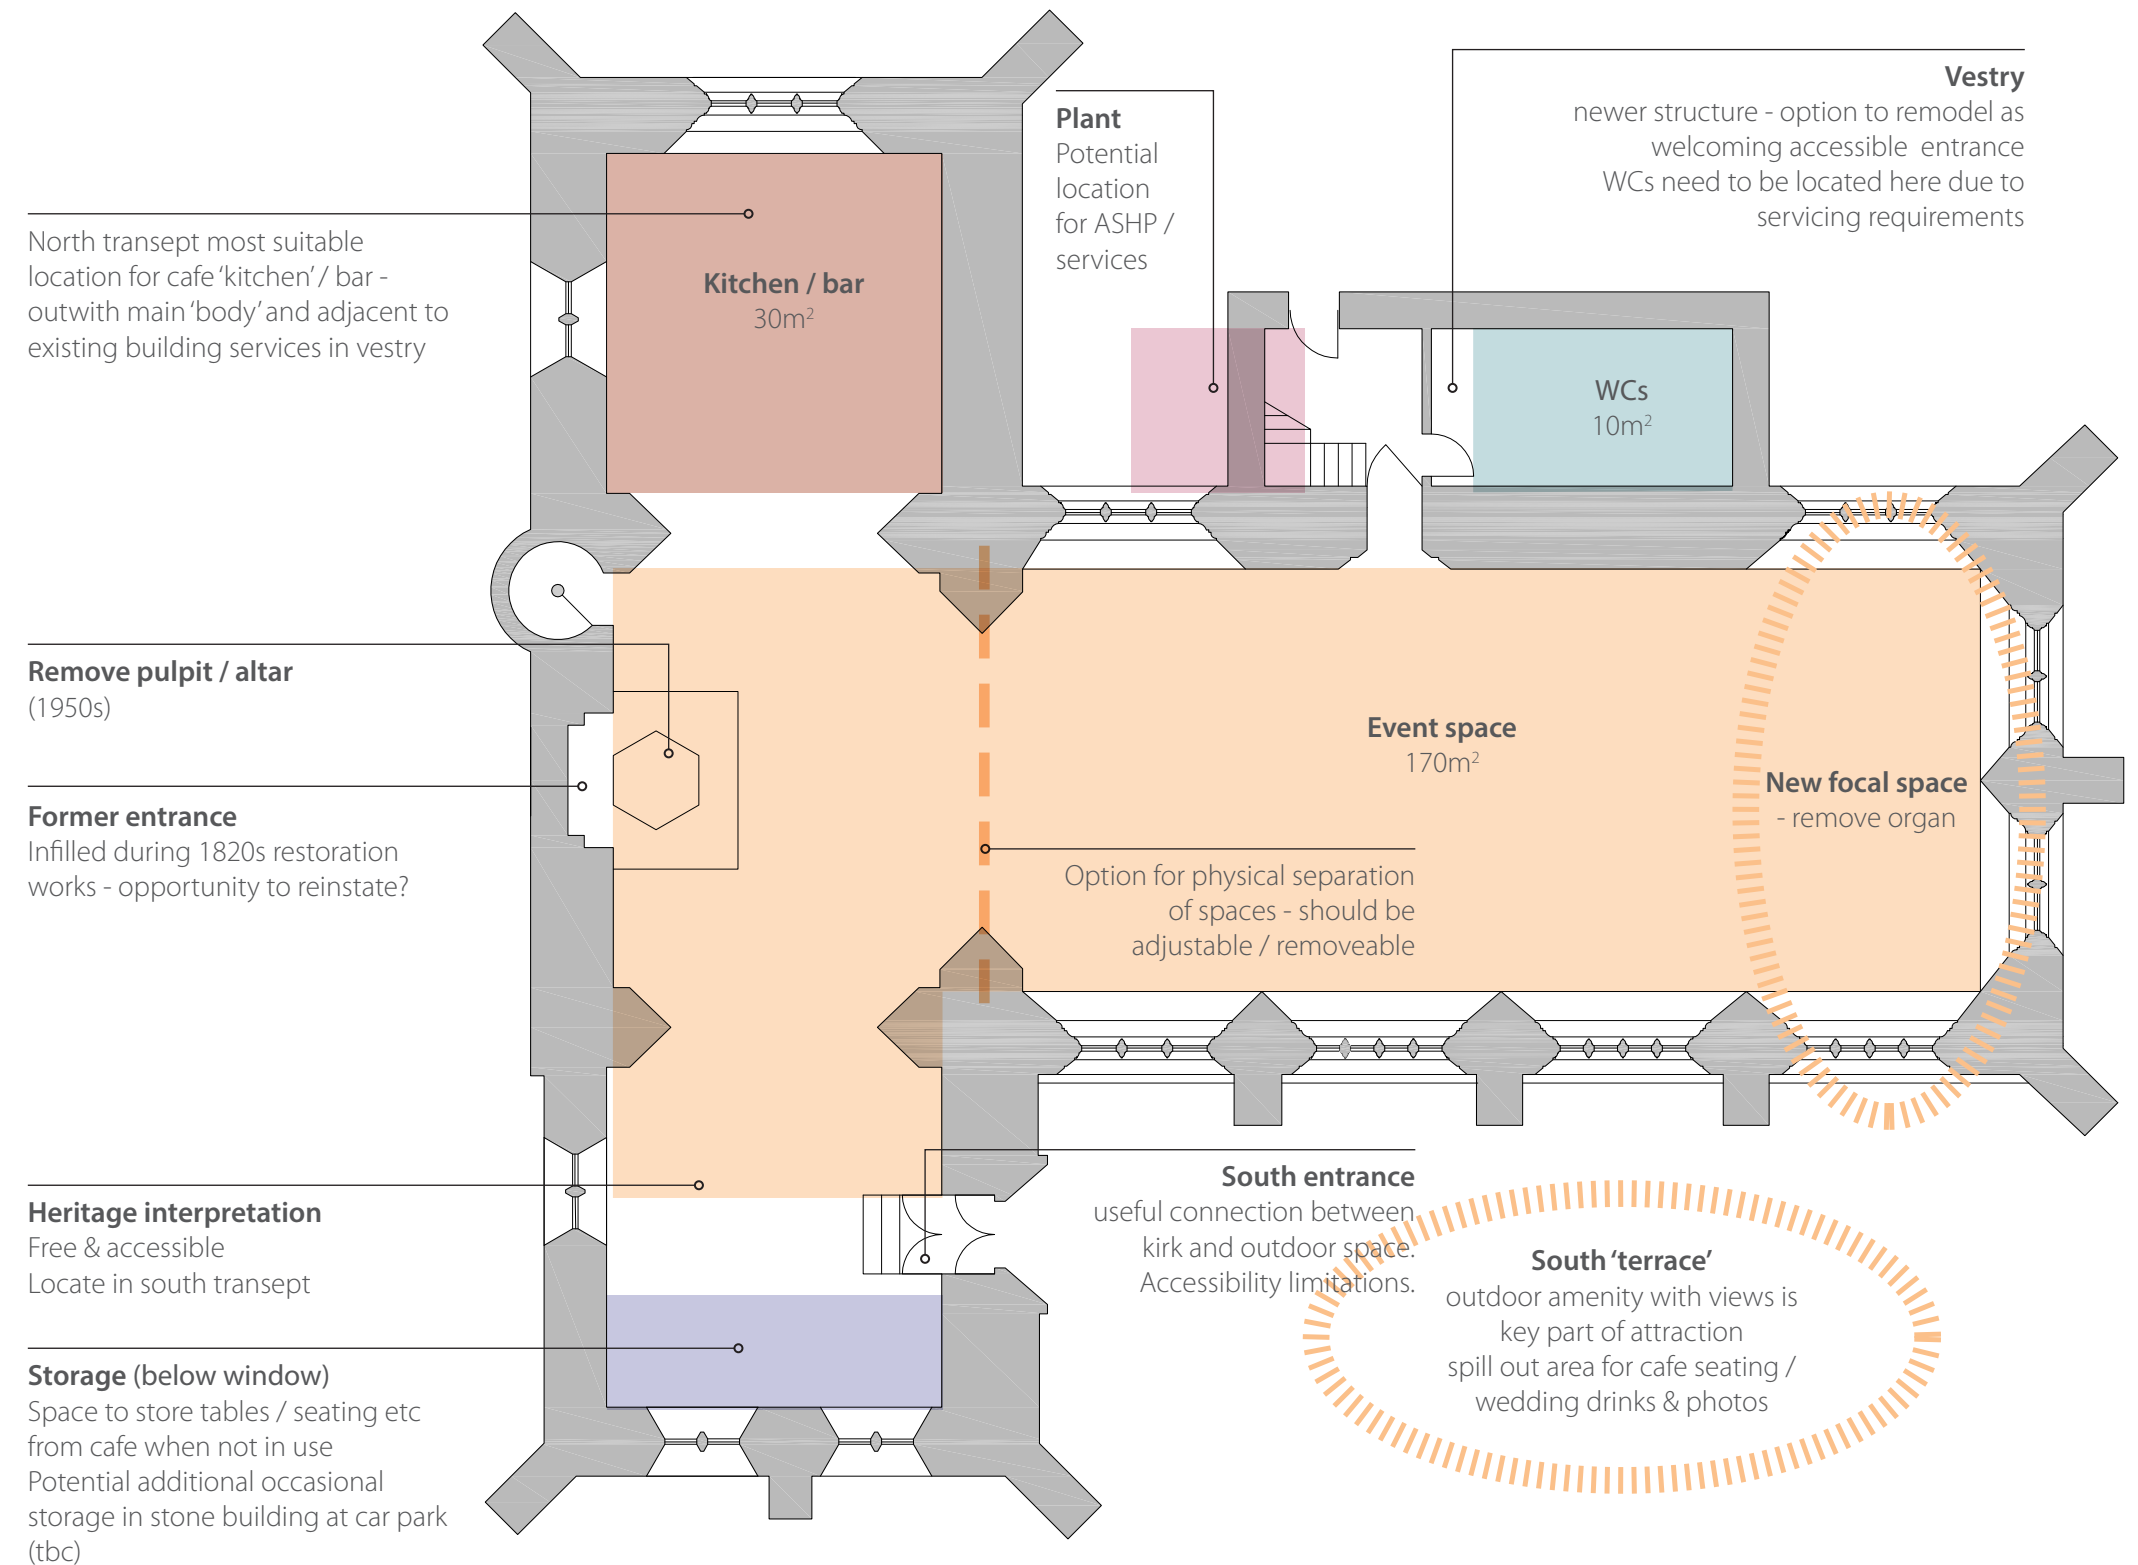 Vestry
newer structure - option to remodel as
welcoming accessible entrance
WCs need to be located here due to
servicing requirements
Plant
Potential
location
for ASHP /
services
North transept most suitable
location for cafe 'kitchen' / bar -
outwith main 'body' and adjacent to
existing building services in vestry
Kitchen / bar
30m²
WCs
10m²
Remove pulpit / altar
(1950s)
Event space
170m²
New focal space
- remove organ
Former entrance
Infilled during 1820s restoration
works - opportunity to reinstate?
Option for physical separation
of spaces - should be
adjustable / removeable
South entrance
useful connection between
kirk and outdoor space.
Accessibility limitations.
Heritage interpretation
Free & accessible
Locate in south transept
South 'terrace'
outdoor amenity with views is
key part of attraction
spill out area for cafe seating /
wedding drinks & photos
Storage (below window)
Space to store tables / seating etc
from cafe when not in use
Potential additional occasional
storage in stone building at car park
(tbc)